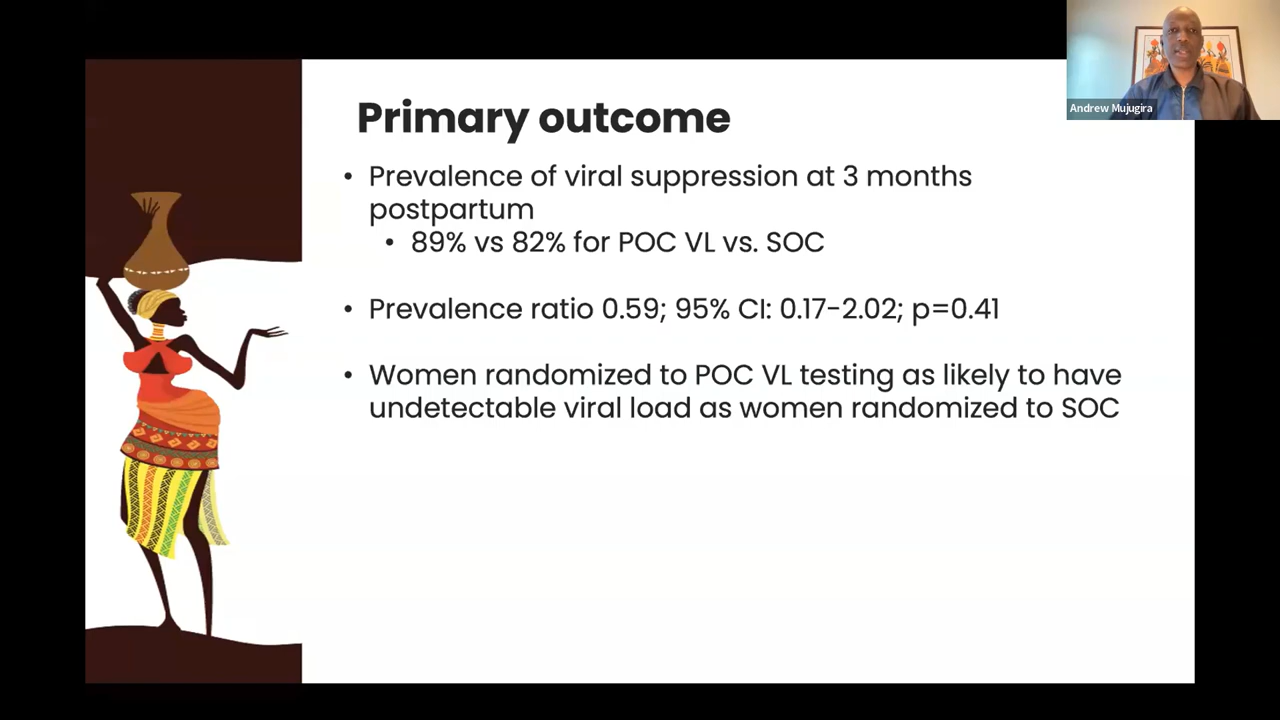 Primary outcome
• Prevalence of viral suppression at 3 months
postpartum
• 89% vs 82% for POC VL vs. SOC
• Prevalence ratio 0.59; 95% CI: 0.17-2.02; p=0.41
• Women randomized to POC VL testing as likely to have
undetectable viral load as women randomized to SOC
Andrew Mujugira